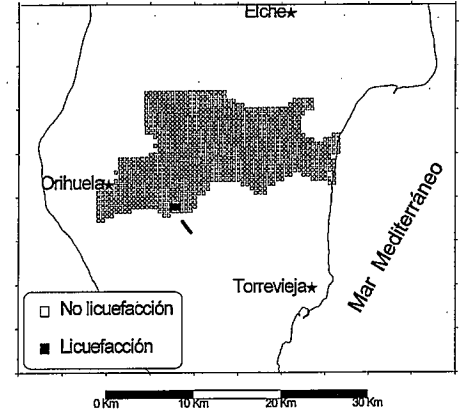 Elche
Orihuela
Mar Mediterráneo
Torrevieja
No licuefacción
Licuefacción
0 Km 10 Km 20 Km 30 Km